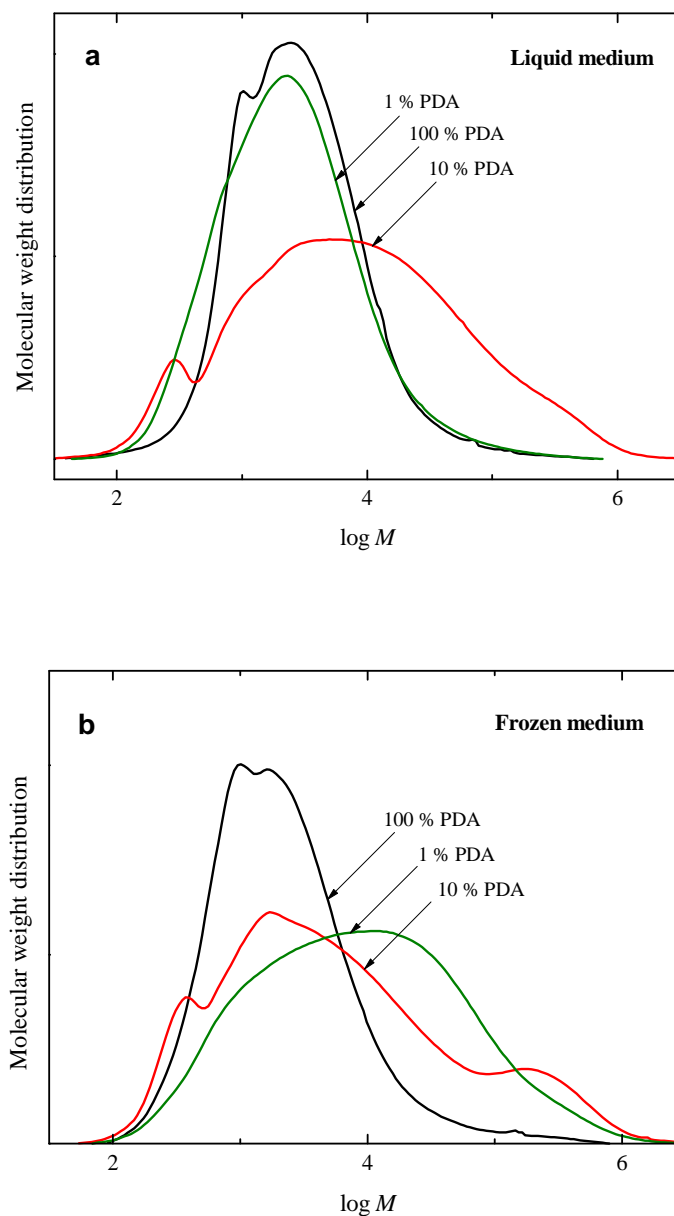 a
Liquid medium
1 % PDA
100 % PDA
10 % PDA
Molecular weight distribution
2
4
6
log M
b
Frozen medium
100 % PDA
1 % PDA
10 % PDA
Molecular weight distribution
2
4
6
log M